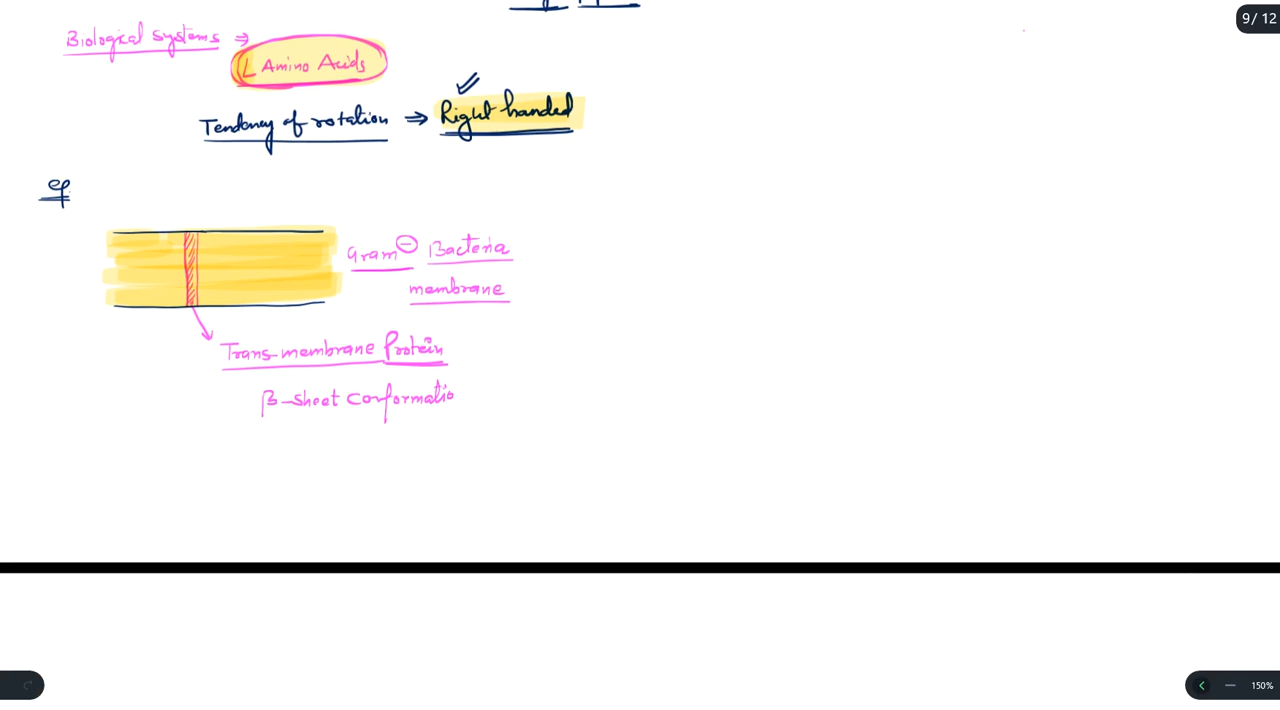 9/ 12
Biological systems ⇒
L Amino Acids
Tendency of rotation ⇒ Right handed
eg
Gram ⊖ Bacteria
membrane
Trans-membrane Protein
β-sheet conformatio
150%